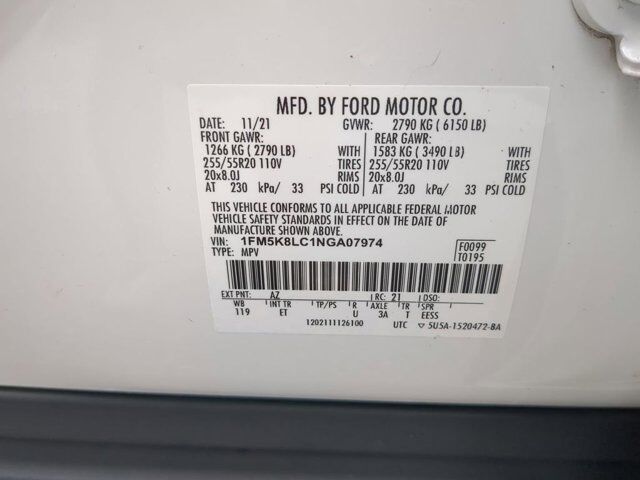 MFD. BY FORD MOTOR CO.
DATE: 11/21 GVWR: 2790 KG ( 6150 LB)
FRONT GAWR: REAR GAWR:
1266 KG ( 2790 LB) WITH 1583 KG ( 3490 LB) WITH
255/55R20 110V TIRES 255/55R20 110V TIRES
20x8.0J RIMS 20x8.0J RIMS
AT 230 kPa/ 33 PSI COLD AT 230 kPa/ 33 PSI COLD
THIS VEHICLE CONFORMS TO ALL APPLICABLE FEDERAL MOTOR
VEHICLE SAFETY STANDARDS IN EFFECT ON THE DATE OF
MANUFACTURE SHOWN ABOVE.
VIN: 1FM5K8LC1NGA07974 F0099
TYPE: MPV T0195
EXT PNT: AZ RC: 21 DSO:
WB INT TR TP/PS R AXLE TR SPR
119 ET U 3A T EESS
1202111126100 UTC ▽ 5U5A-1520472-BA